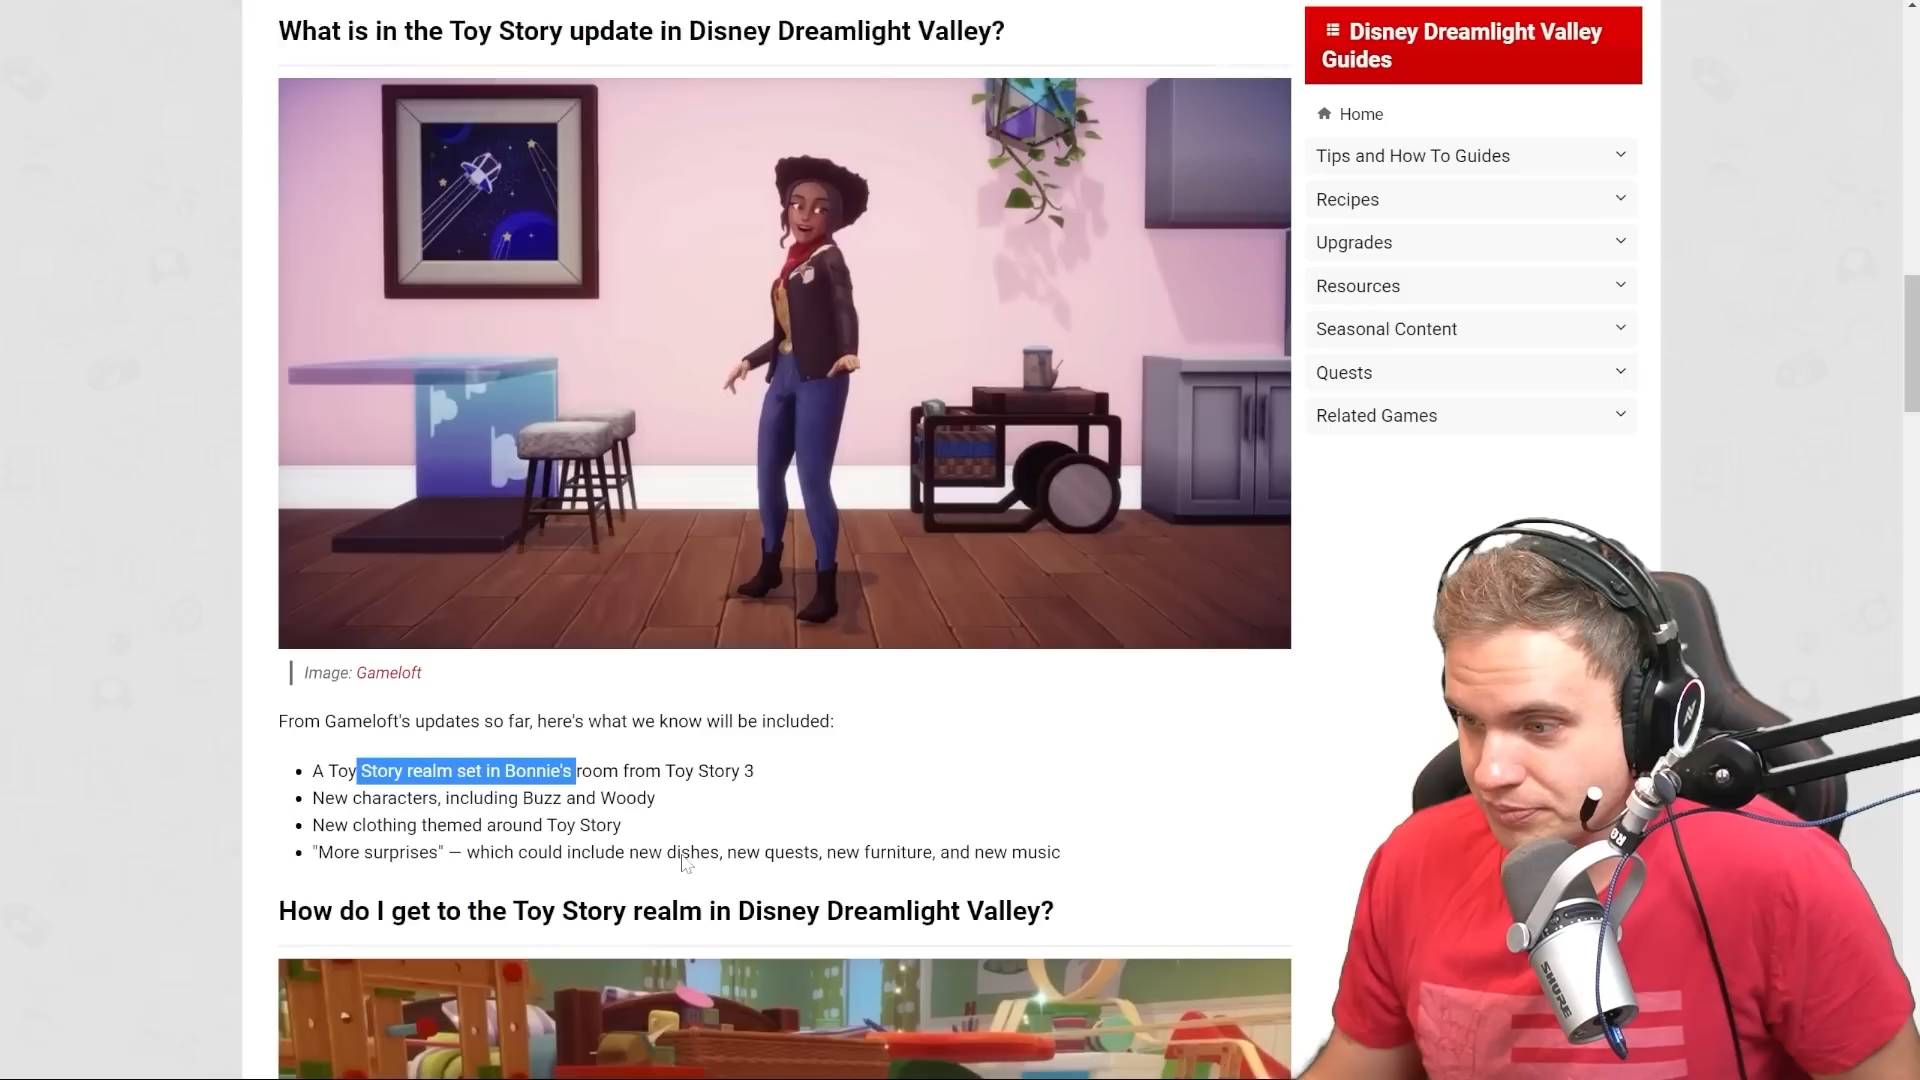 What is in the Toy Story update in Disney Dreamlight Valley?
Image: Gameloft
From Gameloft's updates so far, here's what we know will be included:
• A Toy Story realm set in Bonnie's room from Toy Story 3
• New characters, including Buzz and Woody
• New clothing themed around Toy Story
• "More surprises" — which could include new dishes, new quests, new furniture, and new music
How do I get to the Toy Story realm in Disney Dreamlight Valley?
Disney Dreamlight Valley
Guides
Home
Tips and How To Guides
Recipes
Upgrades
Resources
Seasonal Content
Quests
Related Games
SHURE